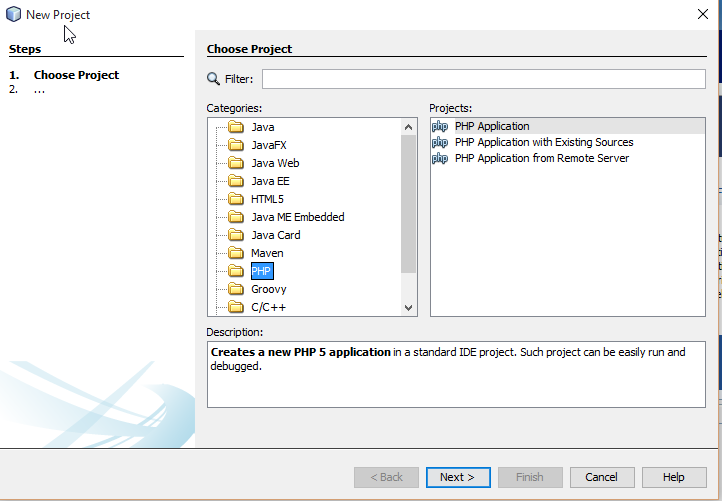 New Project
Steps
1. Choose Project
2. ...
Choose Project
Filter:
Categories:
Java
JavaFX
Java Web
Java EE
HTML5
Java ME Embedded
Java Card
Maven
PHP
Groovy
C/C++
Projects:
php PHP Application
php PHP Application with Existing Sources
php PHP Application from Remote Server
Description:
Creates a new PHP 5 application in a standard IDE project. Such project can be easily run and
debugged.
< Back
Next >
Finish
Cancel
Help